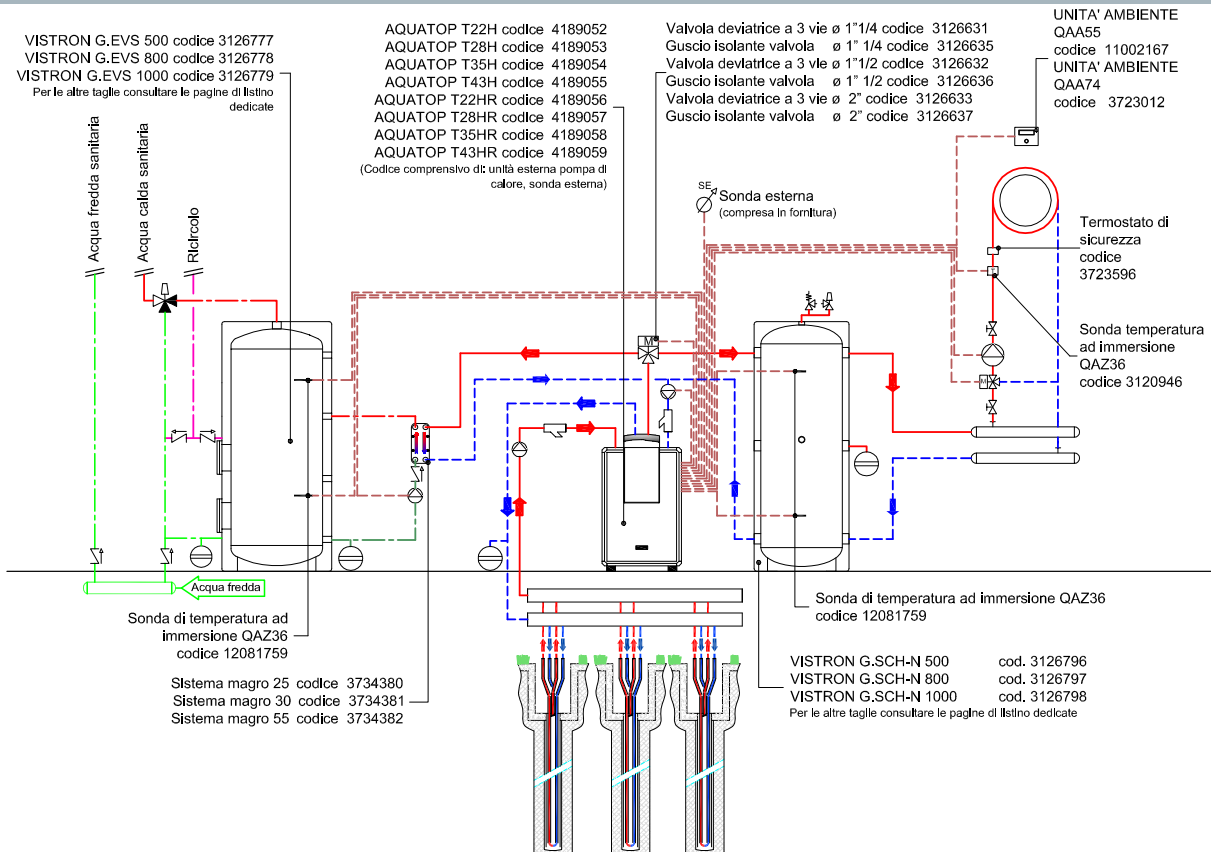 VISTRON G.EVS 500 codice 3126777
VISTRON G.EVS 800 codice 3126778
VISTRON G.EVS 1000 codice 3126779
Per le altre taglie consultare le pagine di listino
dedicate
AQUATOP T22H codice 4189052
AQUATOP T28H codice 4189053
AQUATOP T35H codice 4189054
AQUATOP T43H codice 4189055
AQUATOP T22HR codice 4189056
AQUATOP T28HR codice 4189057
AQUATOP T35HR codice 4189058
AQUATOP T43HR codice 4189059
(Codice comprensivo di: unità esterna pompa di
calore, sonda esterna)
Valvola deviatrice a 3 vie ø 1"1/4 codice 3126631
Guscio isolante valvola ø 1" 1/4 codice 3126635
Valvola deviatrice a 3 vie ø 1"1/2 codice 3126632
Guscio isolante valvola ø 1" 1/2 codice 3126636
Valvola deviatrice a 3 vie ø 2" codice 3126633
Guscio isolante valvola ø 2" codice 3126637
UNITA' AMBIENTE
QAA55
codice 11002167
UNITA' AMBIENTE
QAA74
codice 3723012
Acqua fredda sanitaria
Acqua calda sanitaria
Ricircolo
SE
Sonda esterna
(compresa in fornitura)
Termostato di
sicurezza
codice
3723596
Sonda temperatura
ad immersione
QAZ36
codice 3120946
M
M
Acqua fredda
Sonda di temperatura ad
immersione QAZ36
codice 12081759
Sistema magro 25 codice 3734380
Sistema magro 30 codice 3734381
Sistema magro 55 codice 3734382
Sonda di temperatura ad immersione QAZ36
codice 12081759
VISTRON G.SCH-N 500 cod. 3126796
VISTRON G.SCH-N 800 cod. 3126797
VISTRON G.SCH-N 1000 cod. 3126798
Per le altre taglie consultare le pagine di listino dedicate